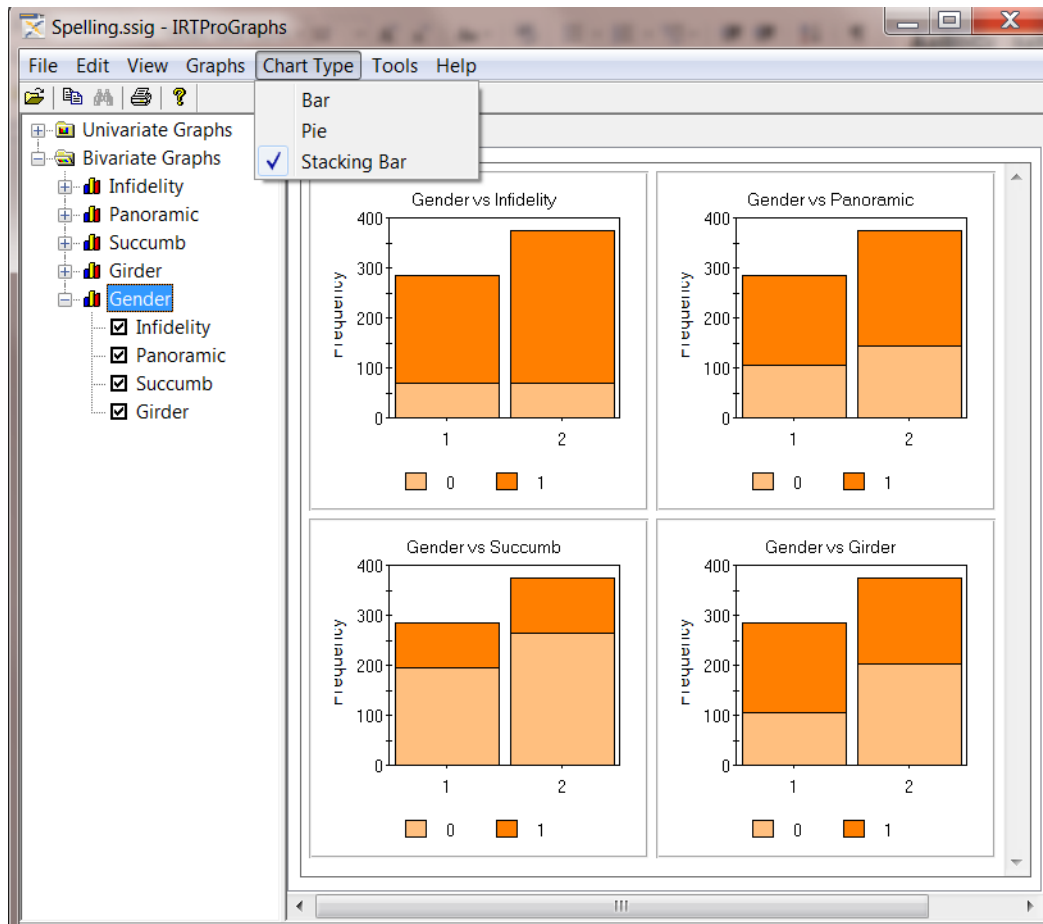 Spelling.ssig - IRTProGraphs
File Edit View Graphs Chart Type Tools Help
Bar
Pie
Stacking Bar
Univariate Graphs
Bivariate Graphs
Infidelity
Panoramic
Succumb
Girder
Gender
Infidelity
Panoramic
Succumb
Girder
Gender vs Infidelity
Frequency
400
300
200
100
0
1 2
0 1
Gender vs Panoramic
Frequency
400
300
200
100
0
1 2
0 1
Gender vs Succumb
Frequency
400
300
200
100
0
1 2
0 1
Gender vs Girder
Frequency
400
300
200
100
0
1 2
0 1